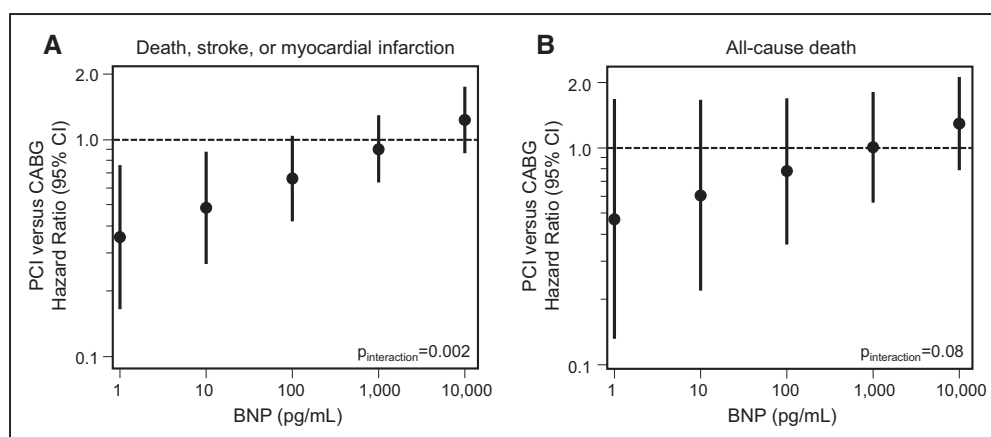 A
Death, stroke, or myocardial infarction
PCI versus CABG
Hazard Ratio (95% CI)
2.0
1.0
0.1
p interaction=0.002
1
10
100
1,000
10,000
BNP (pg/mL)
B
All-cause death
PCI versus CABG
Hazard Ratio (95% CI)
2.0
1.0
0.1
p interaction=0.08
1
10
100
1,000
10,000
BNP (pg/mL)